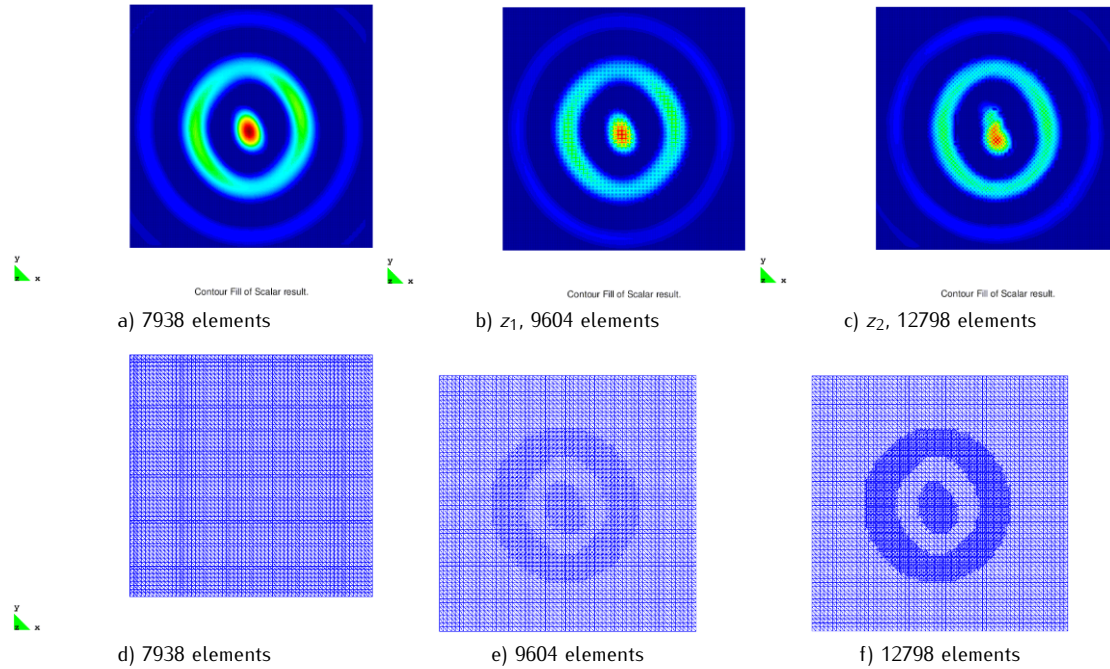 y y y
z x z x z x
Contour Fill of Scalar result. Contour Fill of Scalar result. Contour Fill of Scalar result.
a) 7938 elements b) z₁, 9604 elements c) z₂, 12798 elements
y
z x
d) 7938 elements e) 9604 elements f) 12798 elements